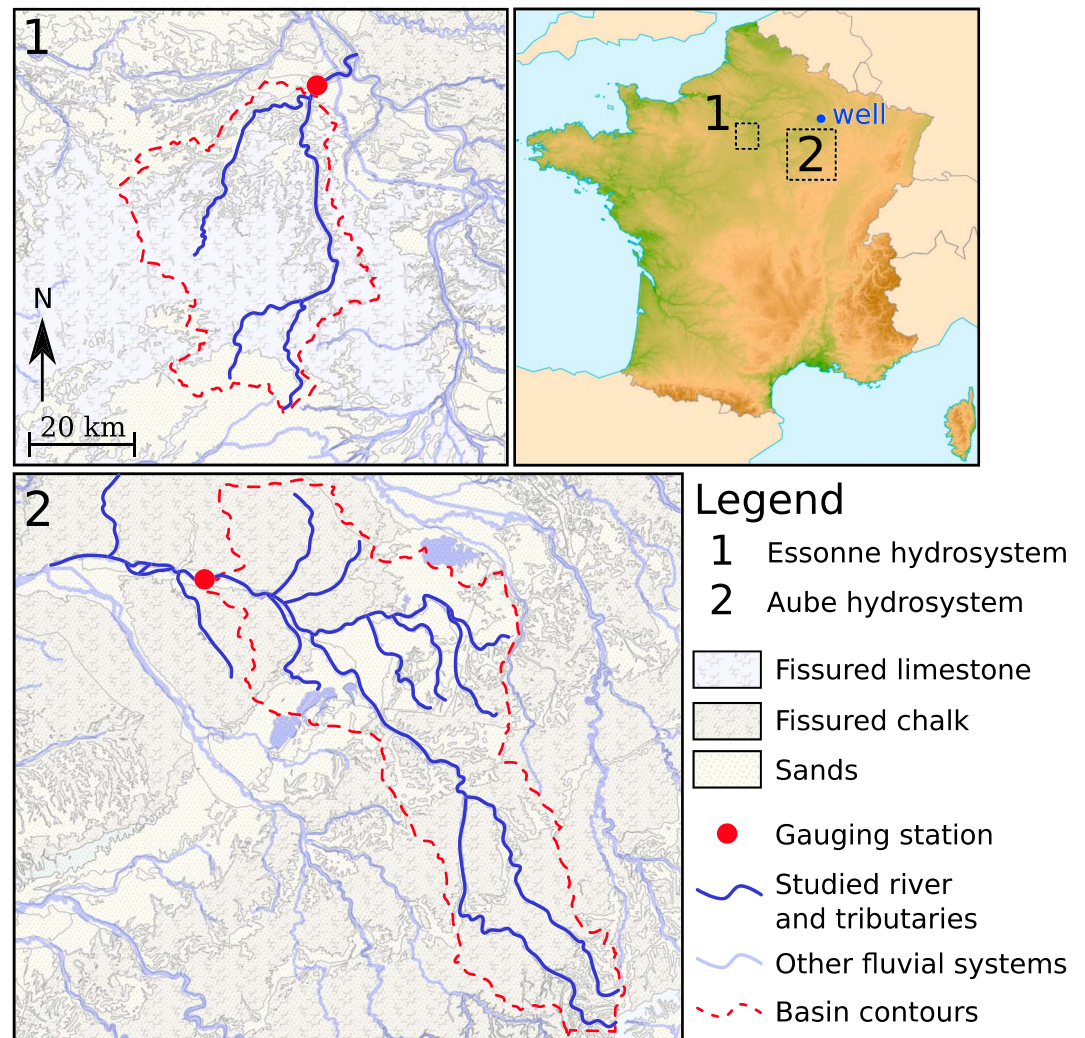 1
N
20 km
1
well
2
2
Legend
1 Essonne hydrosystem
2 Aube hydrosystem
Fissured limestone
Fissured chalk
Sands
Gauging station
Studied river
and tributaries
Other fluvial systems
Basin contours